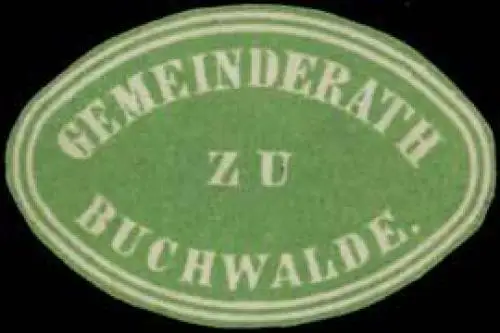 GEMEINDERATH
ZU
BUCHWALDE.